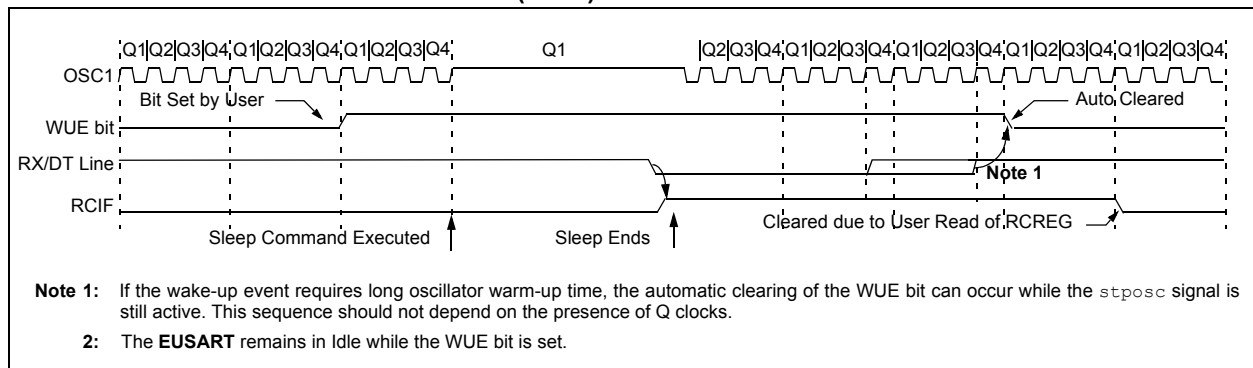 Q1|Q2|Q3|Q4 Q1|Q2|Q3|Q4 Q1|Q2|Q3|Q4 Q1 |Q2|Q3|Q4 Q1|Q2|Q3|Q4 Q1|Q2|Q3|Q4 Q1|Q2|Q3|Q4 Q1|Q2|Q3|Q4
OSC1
Bit Set by User Auto Cleared
WUE bit
RX/DT Line
Note 1
RCIF
Cleared due to User Read of RCREG
Sleep Command Executed Sleep Ends
Note 1: If the wake-up event requires long oscillator warm-up time, the automatic clearing of the WUE bit can occur while the stposc signal is
still active. This sequence should not depend on the presence of Q clocks.
2: The EUSART remains in Idle while the WUE bit is set.